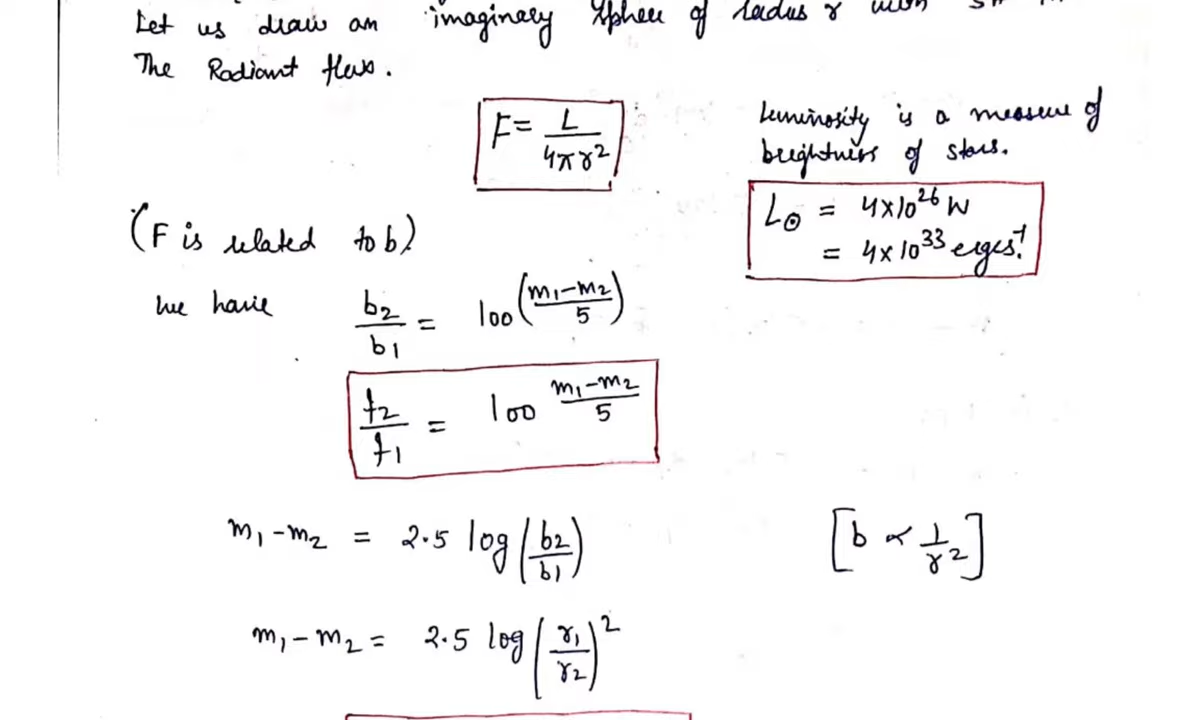 Let us draw an imaginary sphere of radius r with
The Radiant flux.
F = L / 4πr²
Luminosity is a measure of
brightness of stars.
L⊙ = 4×10²⁶ W
= 4×10³³ ergs⁻¹.
(F is related to b)
we have b₂/b₁ = 100^((m₁-m₂)/5)
f₂/f₁ = 100^((m₁-m₂)/5)
m₁-m₂ = 2.5 log(b₂/b₁) [b ∝ 1/r²]
m₁-m₂ = 2.5 log(r₁/r₂)²